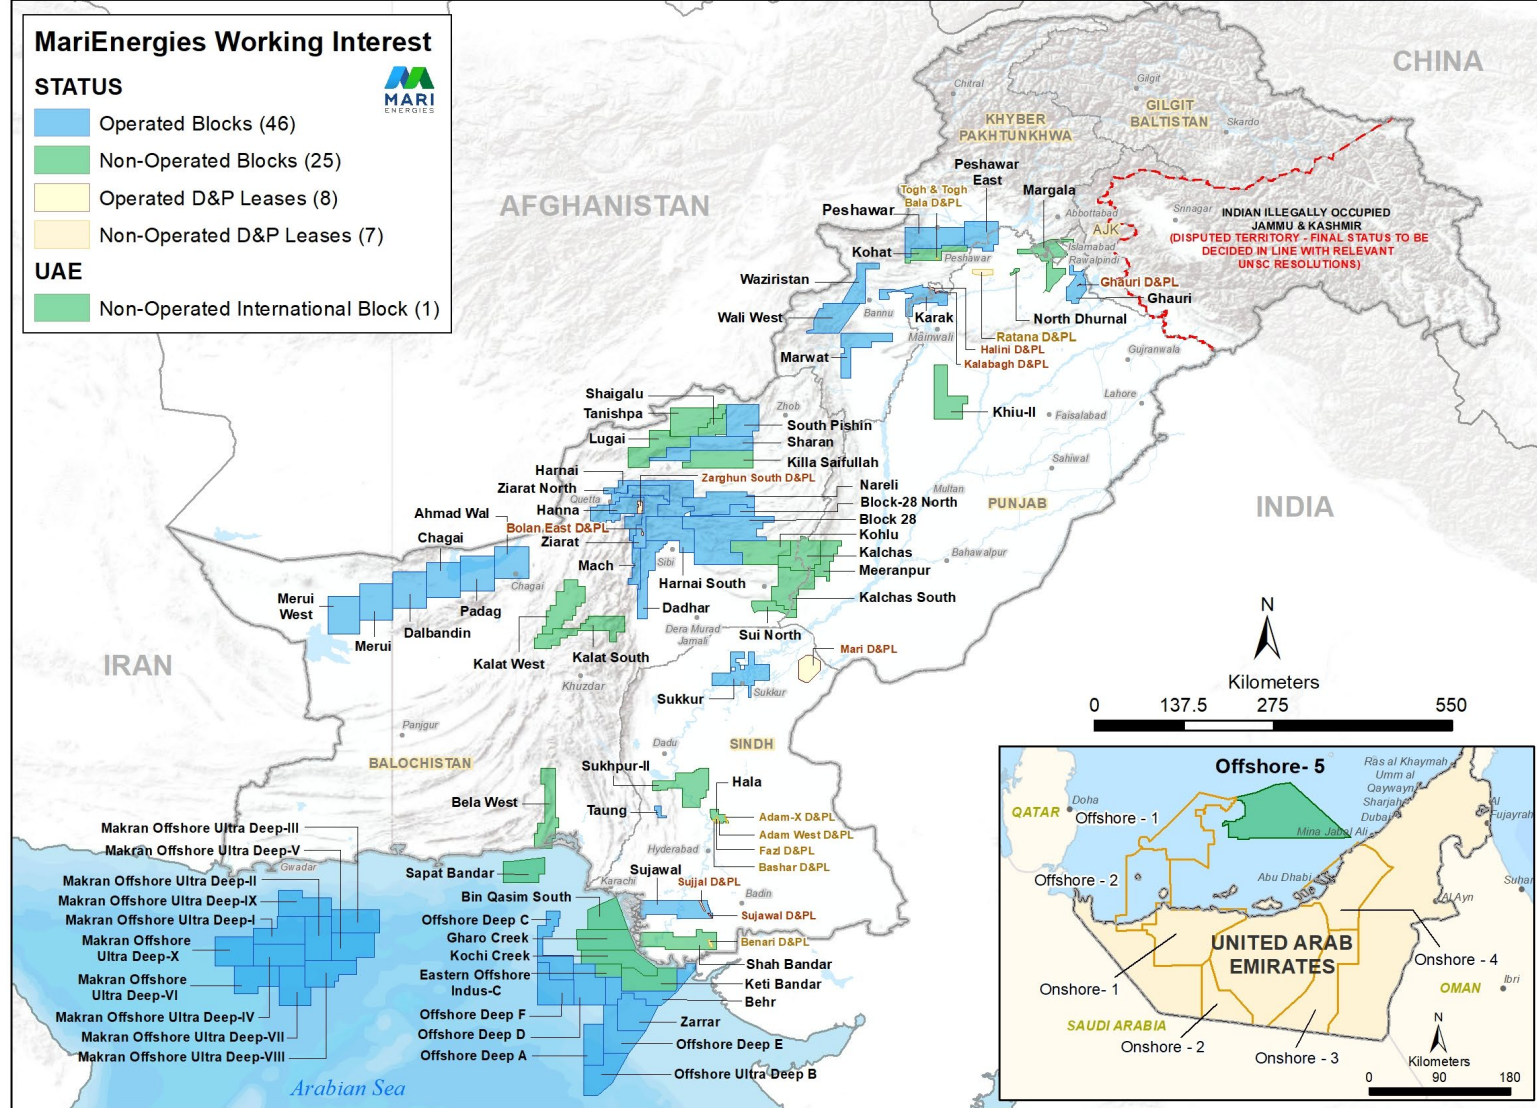 MariEnergies Working Interest
STATUS
MARI
ENERGIES
Operated Blocks (46)
Non-Operated Blocks (25)
Operated D&P Leases (8)
Non-Operated D&P Leases (7)
UAE
Non-Operated International Block (1)
CHINA
AFGHANISTAN
INDIA
IRAN
Chitral
Gilgit
GILGIT
BALTISTAN
Skardo
KHYBER
PAKHTUNKHWA
Peshawar
East
Margala
Togh & Togh
Bala D&PL
Peshawar
Abbottabad
AJK
Srinagar
INDIAN ILLEGALLY OCCUPIED
JAMMU & KASHMIR
(DISPUTED TERRITORY - FINAL STATUS TO BE
DECIDED IN LINE WITH RELEVANT
UNSC RESOLUTIONS)
Kohat
Peshawar
Islamabad
Rawalpindi
Waziristan
Ghauri D&PL
Ghauri
Wali West
Bannu
Karak
North Dhurnal
Mainwali
Ratana D&PL
Halini D&PL
Kalabagh D&PL
Gujranwala
Marwat
Shaigalu
Tanishpa
Zhob
Khiu-II
Lahore
Faisalabad
South Pishin
Lugai
Sharan
Killa Saifullah
Sahiwal
Harnai
Zarghun South D&PL
Ziarat North
Quetta
Hanna
Nareli
Multan
Block-28 North
PUNJAB
Ahmad Wal
Bolan East D&PL
Block 28
Chagai
Ziarat
Kohlu
Kalchas
Bahawalpur
Mach
Sibi
Meeranpur
Chagai
Harnai South
Kalchas South
Merui
West
Padag
Dadhar
Dalbandin
Merui
Dera Murad
Jamali
Sui North
Kalat West
Kalat South
Mari D&PL
Khuzdar
Sukkur
Sukkur
Panjgur
BALOCHISTAN
Dadu
SINDH
Sukhpur-II
Hala
Bela West
Taung
Adam-X D&PL
Adam West D&PL
Fazl D&PL
Bashar D&PL
Hyderabad
Makran Offshore Ultra Deep-III
Makran Offshore Ultra Deep-V
Gwadar
Makran Offshore Ultra Deep-II
Makran Offshore Ultra Deep-IX
Makran Offshore Ultra Deep-I
Makran Offshore
Ultra Deep-X
Makran Offshore
Ultra Deep-VI
Makran Offshore Ultra Deep-IV
Makran Offshore Ultra Deep-VII
Makran Offshore Ultra Deep-VIII
Arabian Sea
Sapat Bandar
Karachi
Sujawal
Sujjal D&PL
Badin
Bin Qasim South
Offshore Deep C
Sujawal D&PL
Gharo Creek
Benari D&PL
Kochi Creek
Shah Bandar
Eastern Offshore
Indus-C
Keti Bandar
Behr
Offshore Deep F
Zarrar
Offshore Deep D
Offshore Deep E
Offshore Deep A
Offshore Ultra Deep B
N
Kilometers
0 137.5 275 550
Offshore- 5
Ras al Khaymah
Umm al
Qaywayn
Sharjah
Dubai
Al
Fujayrah
QATAR
Doha
Offshore - 1
Mina Jabal Ali
Offshore - 2
Abu Dhabi
Al Ayn
Suhar
UNITED ARAB
EMIRATES
Onshore - 4
Onshore- 1
OMAN
Ibri
SAUDI ARABIA
Onshore - 2
Onshore - 3
N
Kilometers
0 90 180